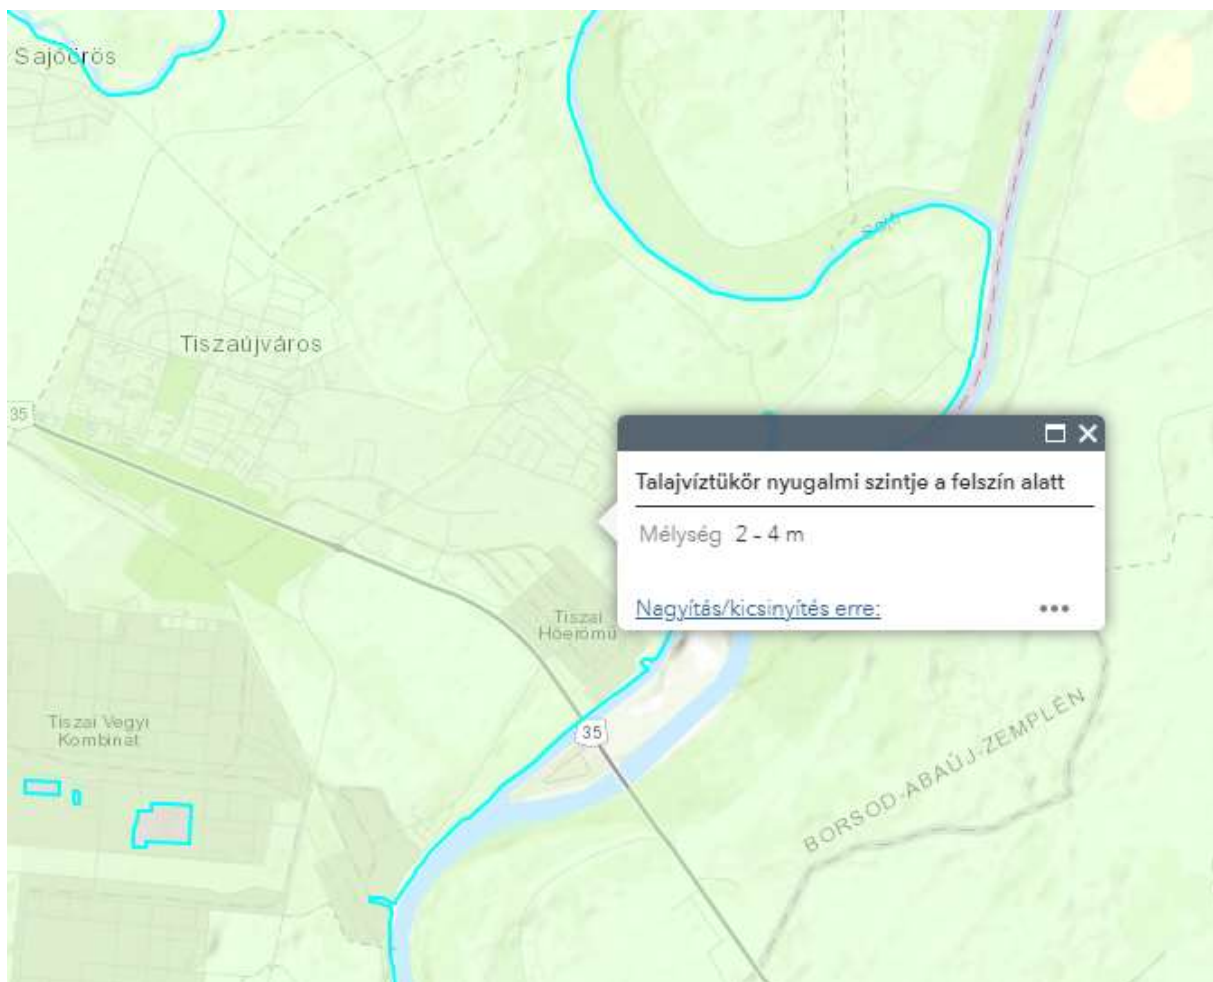 Sajóörös
Sajó
Tiszaújváros
35
Talajvíztükör nyugalmi szintje a felszín alatt
Mélység 2 - 4 m
Nagyítás/kicsinyítés erre:
Tiszai
Hőerőmű
Tiszai Vegyi
Kombinát
35
BORSOD-ABAÚJ-ZEMPLÉN